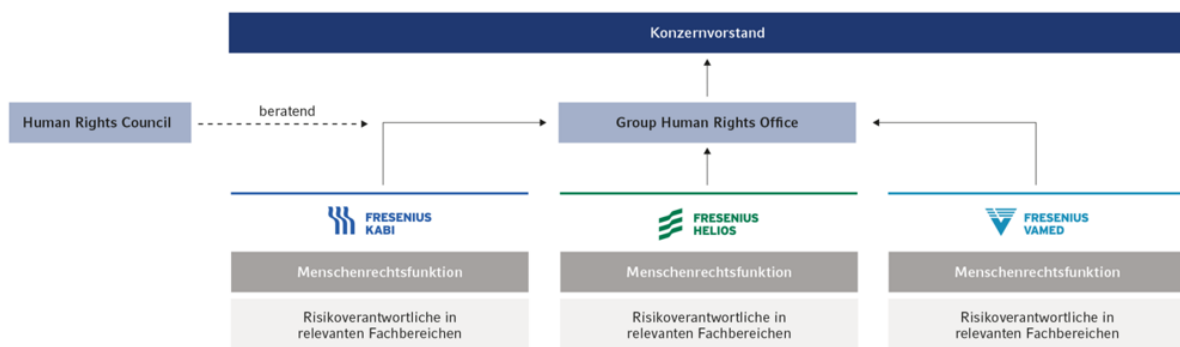 Konzernvorstand
Human Rights Council
beratend
Group Human Rights Office
FRESENIUS
KABI
FRESENIUS
HELIOS
FRESENIUS
VAMED
Menschenrechtsfunktion
Menschenrechtsfunktion
Menschenrechtsfunktion
Risikoverantwortliche in
relevanten Fachbereichen
Risikoverantwortliche in
relevanten Fachbereichen
Risikoverantwortliche in
relevanten Fachbereichen